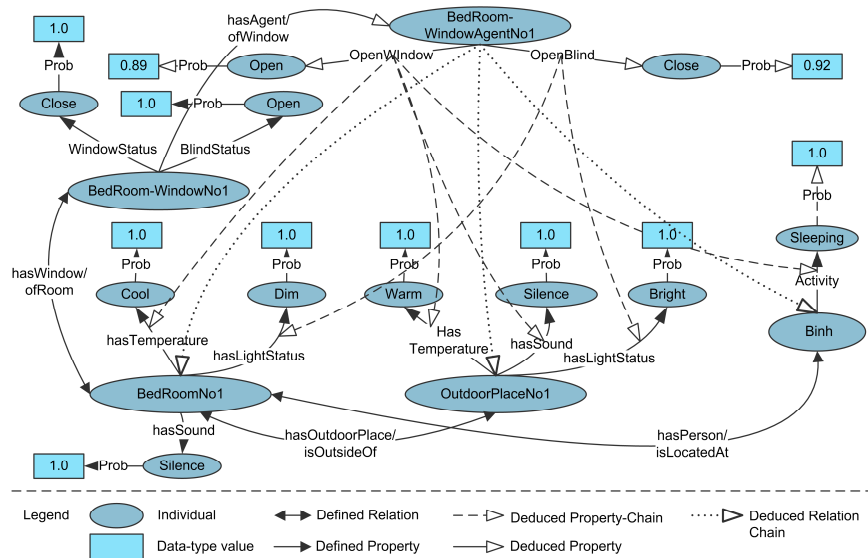 hasAgent/
ofWindow
BedRoom-
WindowAgentNo1
1.0
Prob
0.89
Prob
Open
OpenWIndow
OpenBlind
Close
Prob
0.92
Close
1.0
Prob
Open
WindowStatus
BlindStatus
BedRoom-WindowNo1
1.0
Prob
Sleeping
Activity
Binh
hasWindow/
ofRoom
1.0
Prob
Cool
1.0
Prob
Dim
1.0
Prob
Warm
1.0
Prob
Silence
1.0
Prob
Bright
hasTemperature
hasLightStatus
Has
Temperature
hasSound
hasLightStatus
BedRoomNo1
OutdoorPlaceNo1
hasSound
hasOutdoorPlace/
isOutsideOf
hasPerson/
isLocatedAt
1.0
Prob
Silence
Legend
Individual
Defined Relation
Deduced Property-Chain
Deduced Relation
Chain
Data-type value
Defined Property
Deduced Property